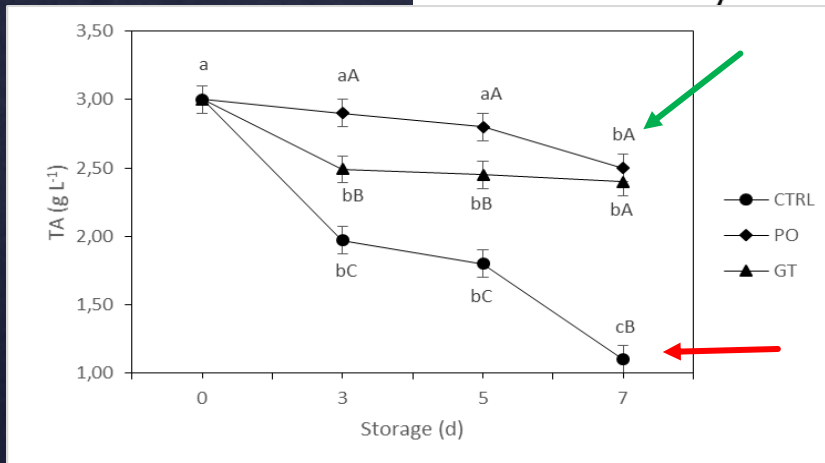 3,50
3,00
2,50
2,00
1,50
1,00
TA (g L-1)
a
aA
aA
bA
bB
bB
bA
bC
bC
cB
0 3 5 7
Storage (d)
CTRL
PO
GT